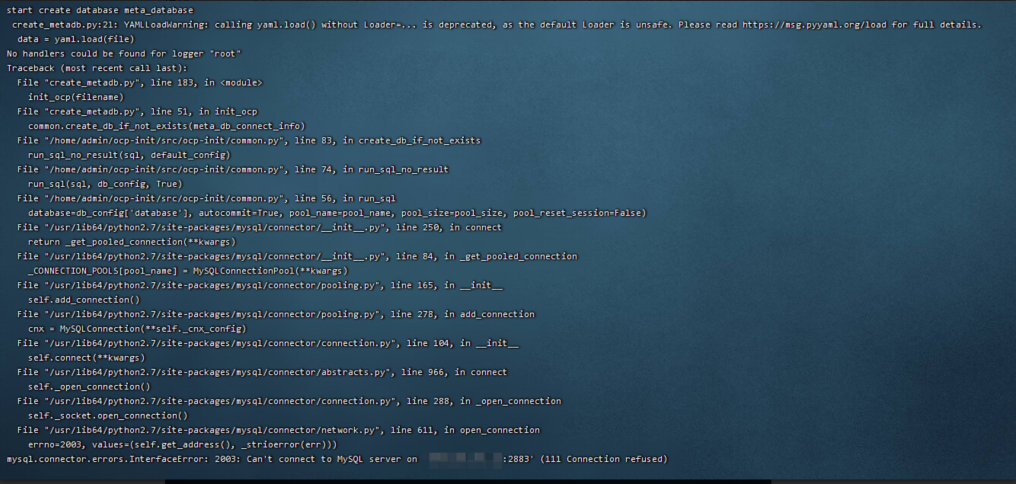 start create database meta_database
create_metadb.py:21: YAMLLoadWarning: calling yaml.load() without Loader=... is deprecated, as the default Loader is unsafe. Please read https://msg.pyyaml.org/load for full details.
data = yaml.load(file)
No handlers could be found for logger "root"
Traceback (most recent call last):
File "create_metadb.py", line 183, in <module>
init_ocp(filename)
File "create_metadb.py", line 51, in init_ocp
common.create_db_if_not_exists(meta_db_connect_info)
File "/home/admin/ocp-init/src/ocp-init/common.py", line 83, in create_db_if_not_exists
run_sql_no_result(sql, default_config)
File "/home/admin/ocp-init/src/ocp-init/common.py", line 74, in run_sql_no_result
run_sql(sql, db_config, True)
File "/home/admin/ocp-init/src/ocp-init/common.py", line 56, in run_sql
database=db_config['database'], autocommit=True, pool_name=pool_name, pool_size=pool_size, pool_reset_session=False)
File "/usr/lib64/python2.7/site-packages/mysql/connector/__init__.py", line 250, in connect
return _get_pooled_connection(**kwargs)
File "/usr/lib64/python2.7/site-packages/mysql/connector/__init__.py", line 84, in _get_pooled_connection
_CONNECTION_POOLS[pool_name] = MySQLConnectionPool(**kwargs)
File "/usr/lib64/python2.7/site-packages/mysql/connector/pooling.py", line 165, in __init__
self.add_connection()
File "/usr/lib64/python2.7/site-packages/mysql/connector/pooling.py", line 278, in add_connection
cnx = MySQLConnection(**self._cnx_config)
File "/usr/lib64/python2.7/site-packages/mysql/connector/connection.py", line 104, in __init__
self.connect(**kwargs)
File "/usr/lib64/python2.7/site-packages/mysql/connector/abstracts.py", line 966, in connect
self._open_connection()
File "/usr/lib64/python2.7/site-packages/mysql/connector/connection.py", line 288, in _open_connection
self._socket.open_connection()
File "/usr/lib64/python2.7/site-packages/mysql/connector/network.py", line 611, in open_connection
errno=2003, values=(self.get_address(), _strioerror(err)))
mysql.connector.errors.InterfaceError: 2003: Can't connect to MySQL server on :2883' (111 Connection refused)